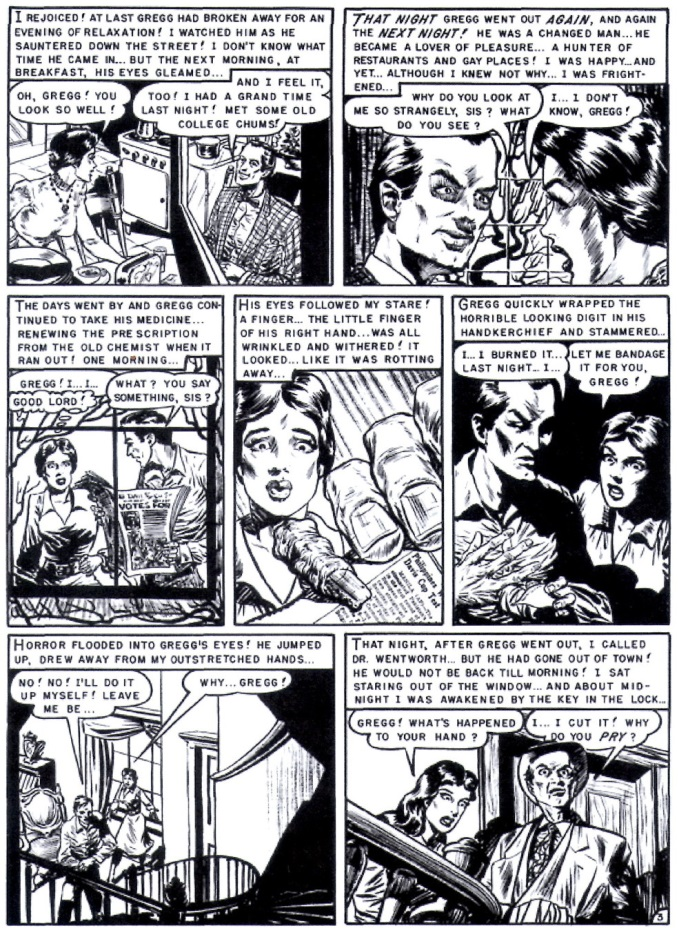 I REJOICED! AT LAST GREGG HAD BROKEN AWAY FOR AN
EVENING OF RELAXATION! I WATCHED HIM AS HE
SAUNTERED DOWN THE STREET! I DON'T KNOW WHAT
TIME HE CAME IN... BUT THE NEXT MORNING, AT
BREAKFAST, HIS EYES GLEAMED...
OH, GREGG! YOU
LOOK SO WELL!
AND I FEEL IT,
TOO! I HAD A GRAND TIME
LAST NIGHT! MET SOME OLD
COLLEGE CHUMS!
THAT NIGHT GREGG WENT OUT AGAIN, AND AGAIN
THE NEXT NIGHT! HE WAS A CHANGED MAN... HE
BECAME A LOVER OF PLEASURE... A HUNTER OF
RESTAURANTS AND GAY PLACES! I WAS HAPPY...AND
YET... ALTHOUGH I KNEW NOT WHY... I WAS FRIGHT-
ENED...
WHY DO YOU LOOK AT
ME SO STRANGELY, SIS? WHAT
DO YOU SEE?
I... I DON'T
KNOW, GREGG!
THE DAYS WENT BY AND GREGG CON-
TINUED TO TAKE HIS MEDICINE...
RENEWING THE PRESCRIPTION
FROM THE OLD CHEMIST WHEN IT
RAN OUT! ONE MORNING...
GREGG! I... I...
GOOD LORD!
WHAT? YOU SAY
SOMETHING, SIS?
VOTES FOR
HIS EYES FOLLOWED MY STARE!
A FINGER... THE LITTLE FINGER
OF HIS RIGHT HAND...WAS ALL
WRINKLED AND WITHERED! IT
LOOKED... LIKE IT WAS ROTTING
AWAY...
Philippines
Davis Cup Test
GREGG QUICKLY WRAPPED THE
HORRIBLE LOOKING DIGIT IN HIS
HANDKERCHIEF AND STAMMERED...
I... I BURNED IT...
LAST NIGHT... I...
LET ME BANDAGE
IT FOR YOU,
GREGG!
HORROR FLOODED INTO GREGG'S EYES! HE JUMPED
UP, DREW AWAY FROM MY OUTSTRETCHED HANDS...
NO! NO! I'LL DO IT
UP MYSELF! LEAVE
ME BE...
WHY... GREGG!
THAT NIGHT, AFTER GREGG WENT OUT, I CALLED
DR. WENTWORTH... BUT HE HAD GONE OUT OF TOWN!
HE WOULD NOT BE BACK TILL MORNING! I SAT
STARING OUT OF THE WINDOW... AND ABOUT MID-
NIGHT I WAS AWAKENED BY THE KEY IN THE LOCK...
GREGG! WHAT'S HAPPENED
TO YOUR HAND?
I... I CUT IT! WHY
DO YOU PRY?
3